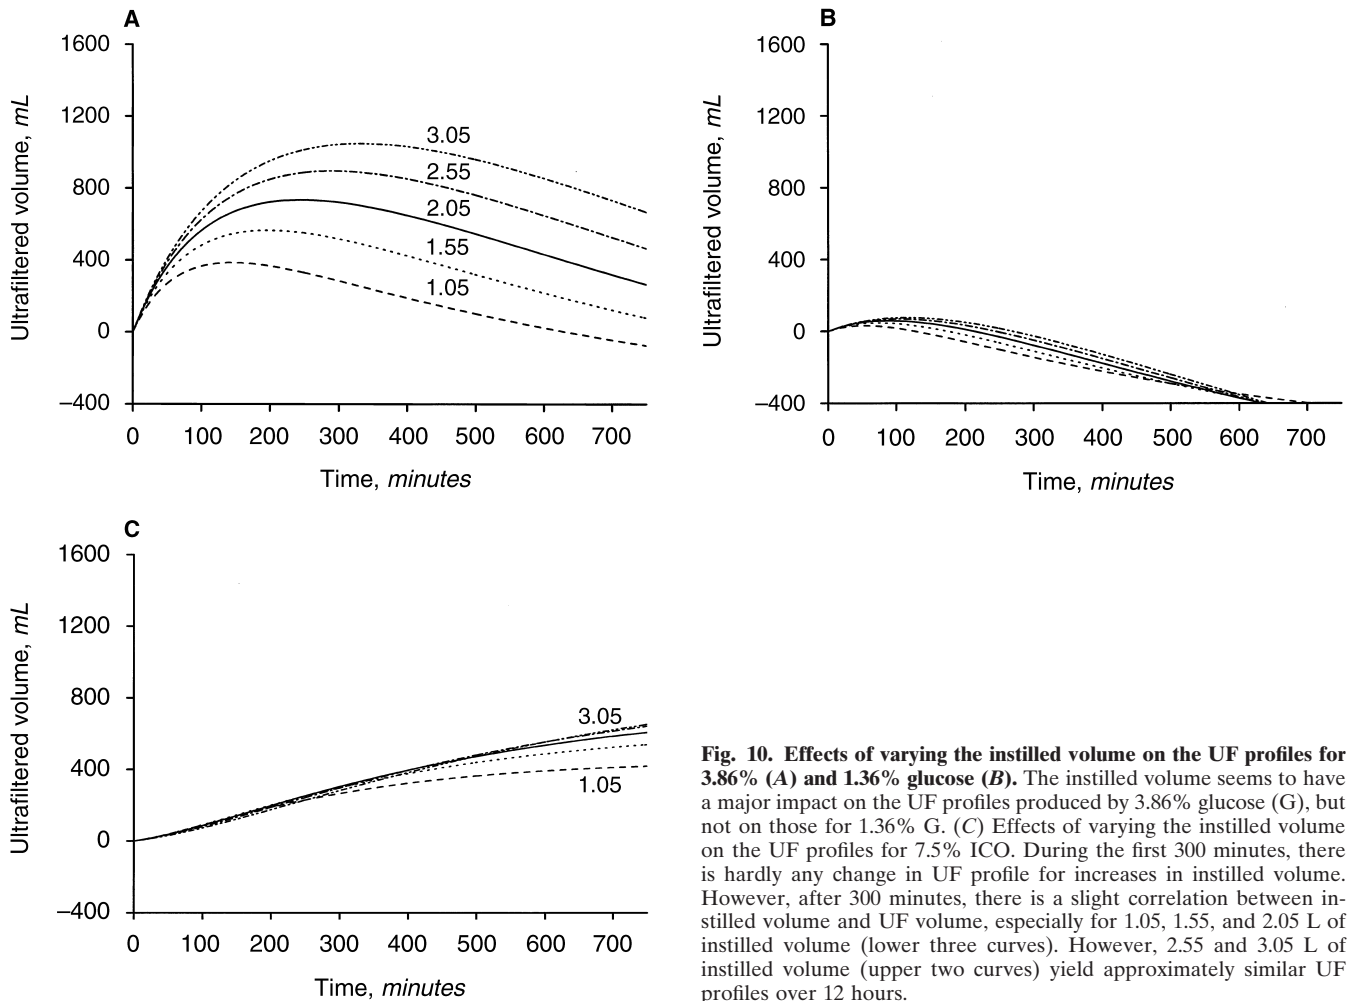 A
1600
1200
800
400
0
–400
Ultrafiltered volume, mL
3.05
2.55
2.05
1.55
1.05
0 100 200 300 400 500 600 700
Time, minutes
B
1600
1200
800
400
0
–400
Ultrafiltered volume, mL
0 100 200 300 400 500 600 700
Time, minutes
C
1600
1200
800
400
0
–400
Ultrafiltered volume, mL
3.05
1.05
0 100 200 300 400 500 600 700
Time, minutes
Fig. 10. Effects of varying the instilled volume on the UF profiles for
3.86% (A) and 1.36% glucose (B). The instilled volume seems to have
a major impact on the UF profiles produced by 3.86% glucose (G), but
not on those for 1.36% G. (C) Effects of varying the instilled volume
on the UF profiles for 7.5% ICO. During the first 300 minutes, there
is hardly any change in UF profile for increases in instilled volume.
However, after 300 minutes, there is a slight correlation between in-
stilled volume and UF volume, especially for 1.05, 1.55, and 2.05 L of
instilled volume (lower three curves). However, 2.55 and 3.05 L of
instilled volume (upper two curves) yield approximately similar UF
profiles over 12 hours.